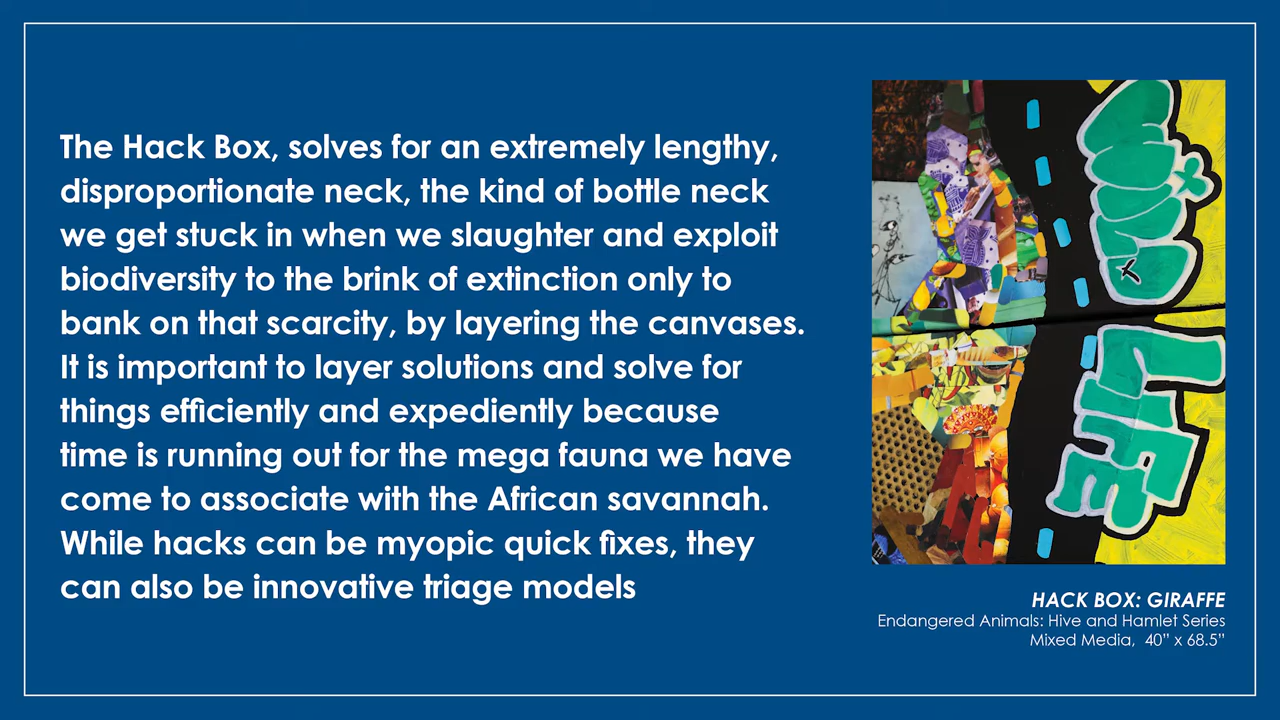 The Hack Box, solves for an extremely lengthy,
disproportionate neck, the kind of bottle neck
we get stuck in when we slaughter and exploit
biodiversity to the brink of extinction only to
bank on that scarcity, by layering the canvases.
It is important to layer solutions and solve for
things efficiently and expediently because
time is running out for the mega fauna we have
come to associate with the African savannah.
While hacks can be myopic quick fixes, they
can also be innovative triage models
WILD
LIFE
HACK BOX: GIRAFFE
Endangered Animals: Hive and Hamlet Series
Mixed Media, 40” x 68.5”